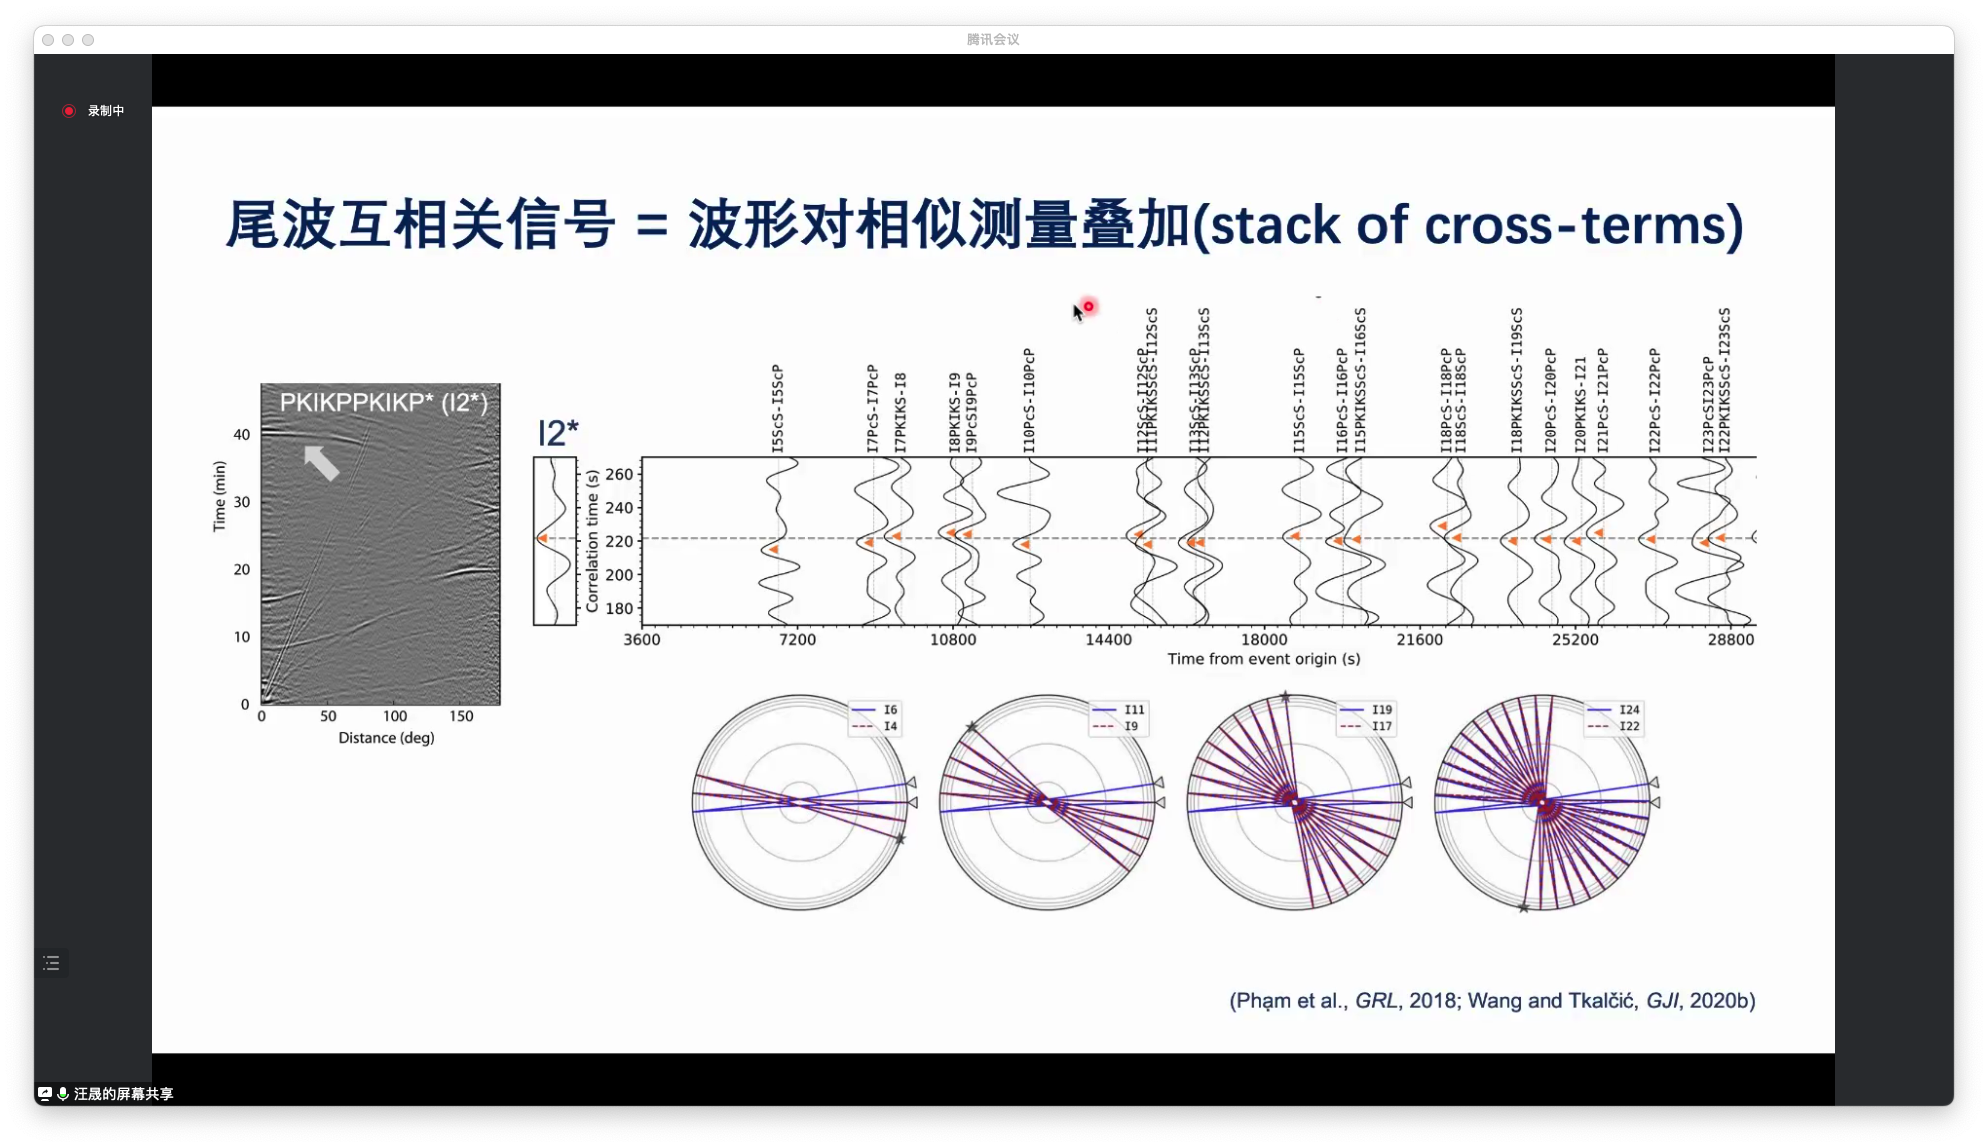 腾讯会议
录制中
尾波互相关信号 = 波形对相似测量叠加(stack of cross-terms)
PKIKPPKIKP* (I2*)
Time (min)
40
30
20
10
0
0 50 100 150
Distance (deg)
I2*
Correlation time (s)
260
240
220
200
180
I5ScS-I5ScP
I7PcS-I7PcP
I7PKIKS-I8
I8PKIKS-I9
I9PcSI9PcP
I10PcS-I10PcP
I12ScS-I12ScP
I11PKIKSScS-I12ScS
I13ScS-I13ScP
I12PKIKSScS-I13ScS
I15ScS-I15ScP
I16PcS-I16PcP
I15PKIKSScS-I16ScS
I18PcS-I18PcP
I18ScS-I18ScP
I18PKIKSScS-I19ScS
I20PcS-I20PcP
I20PKIKS-I21
I21PcS-I21PcP
I22PcS-I22PcP
I23PcSI23PcP
I22PKIKSScS-I23ScS
3600 7200 10800 14400 18000 21600 25200 28800
Time from event origin (s)
I6
I4
I11
I9
I19
I17
I24
I22
(Phạm et al., GRL, 2018; Wang and Tkalčić, GJI, 2020b)
汪晟的屏幕共享